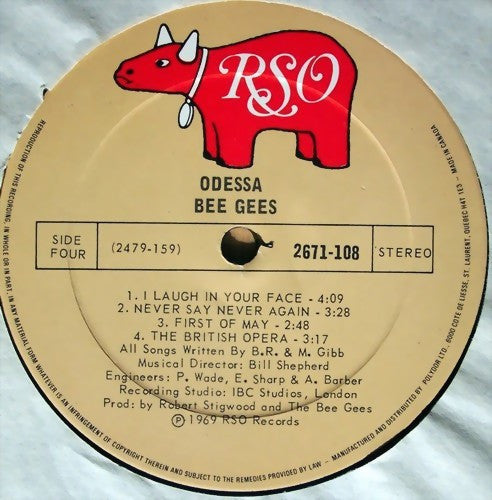 RSO
ODESSA
BEE GEES
SIDE FOUR
(2479-159)
2671-108
STEREO
1. I LAUGH IN YOUR FACE - 4:09
2. NEVER SAY NEVER AGAIN - 3:28
3. FIRST OF MAY - 2:48
4. THE BRITISH OPERA - 3:17
All Songs Written By B.R. & M. Gibb
Musical Director: Bill Shepherd
Engineers: P. Wade, E. Sharp & A. Barber
Recording Studio: IBC Studios, London
Prod: by Robert Stigwood and The Bee Gees
℗ 1969 RSO Records
REPRODUCTION OF THIS RECORDING, IN WHOLE OR IN PART, IN ANY MATERIAL FORM WHATEVER IS AN INFRINGEMENT OF COPYRIGHT THEREIN AND SUBJECT TO THE REMEDIES PROVIDED BY LAW – MANUFACTURED AND DISTRIBUTED BY POLYDOR LTD., 6000 COTE DE LIESSE, ST. LAURENT, QUEBEC H4T 1E3 – MADE IN CANADA